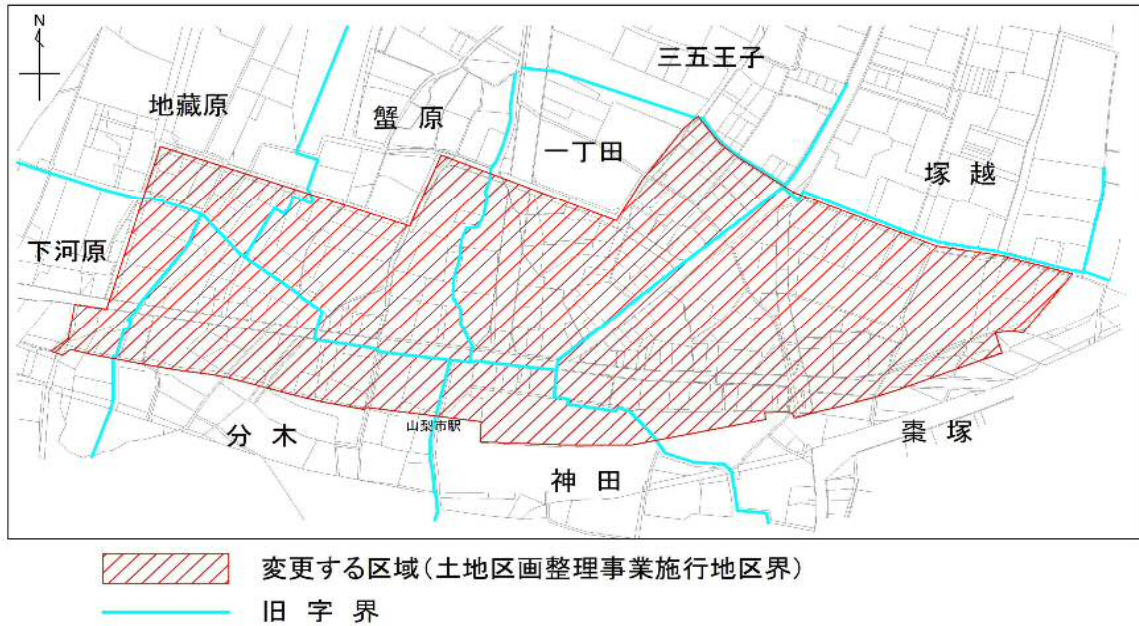 N
三五王子
地蔵原
蟹原
一丁田
塚越
下河原
分木
山梨市駅
神田
棗塚
変更する区域(土地区画整理事業施行地区界)
旧字界